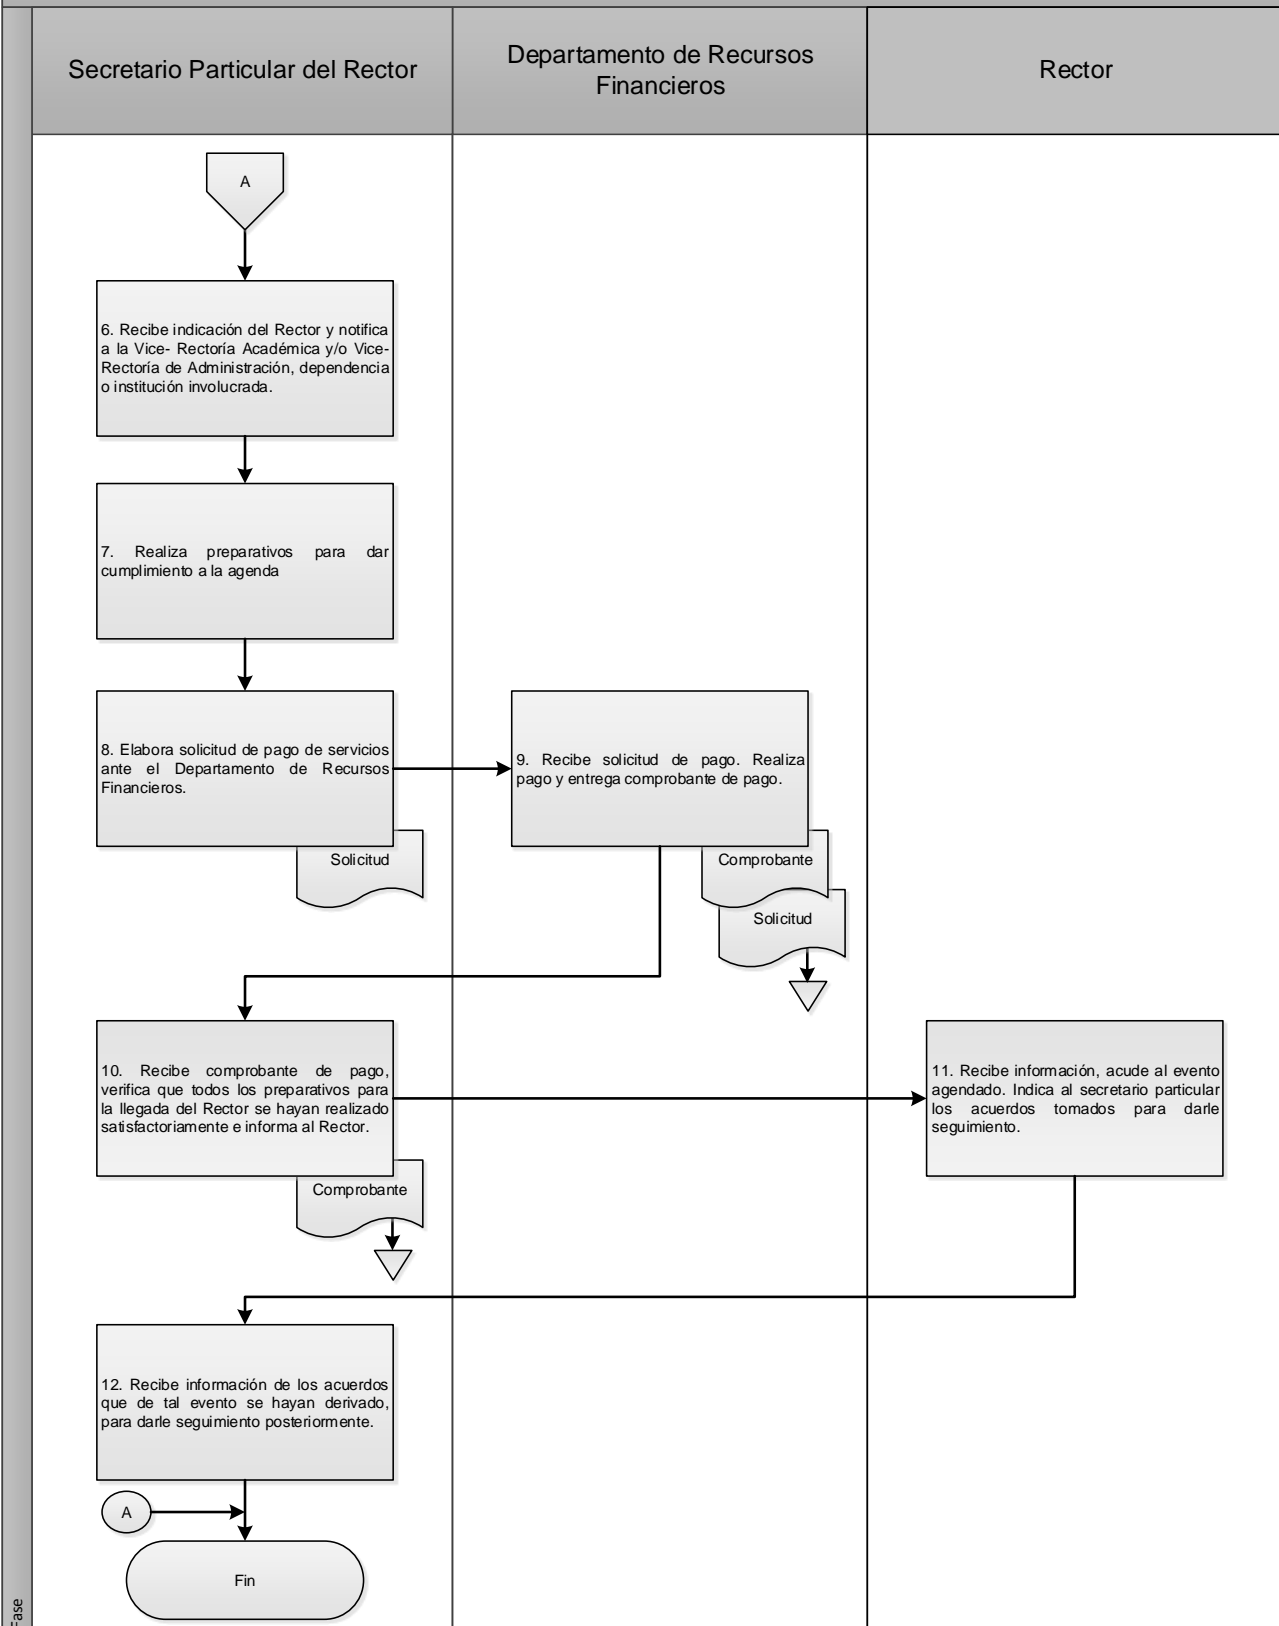 Secretario Particular del Rector
Departamento de Recursos
Financieros
Rector
A
6. Recibe indicación del Rector y notifica
a la Vice- Rectoría Académica y/o Vice-
Rectoría de Administración, dependencia
o institución involucrada.
7. Realiza preparativos para dar
cumplimiento a la agenda
8. Elabora solicitud de pago de servicios
ante el Departamento de Recursos
Financieros.
Solicitud
9. Recibe solicitud de pago. Realiza
pago y entrega comprobante de pago.
Comprobante
Solicitud
10. Recibe comprobante de pago,
verifica que todos los preparativos para
la llegada del Rector se hayan realizado
satisfactoriamente e informa al Rector.
Comprobante
11. Recibe información, acude al evento
agendado. Indica al secretario particular
los acuerdos tomados para darle
seguimiento.
12. Recibe información de los acuerdos
que de tal evento se hayan derivado,
para darle seguimiento posteriormente.
A
Fin
Fase